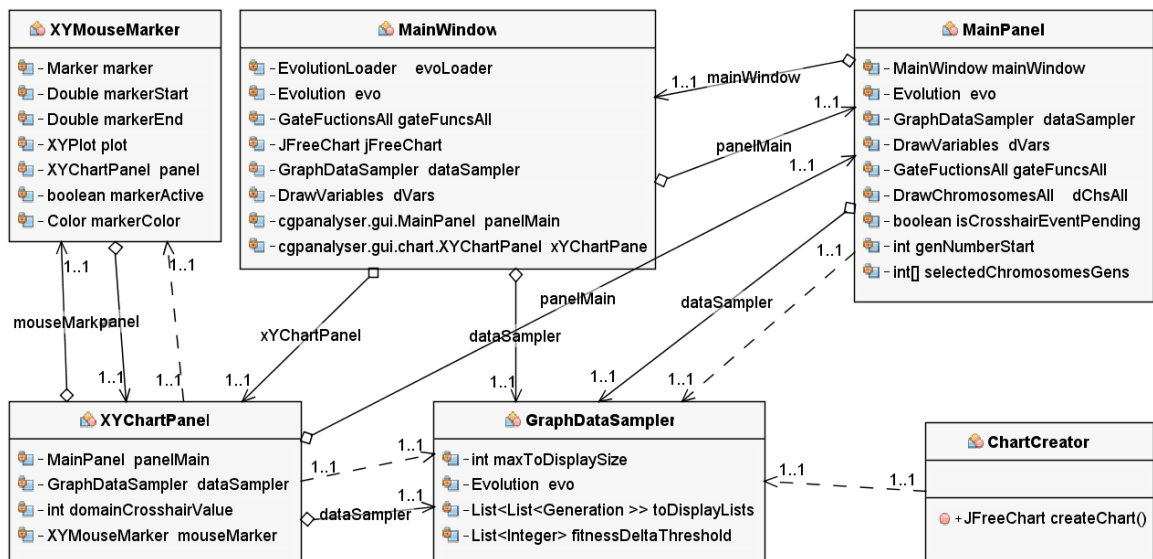 XYMouseMarker
- Marker marker
- Double markerStart
- Double markerEnd
- XYPlot plot
- XYChartPanel panel
- boolean markerActive
- Color markerColor
MainWindow
- EvolutionLoader evoLoader
- Evolution evo
- GateFuctionsAll gateFuncsAll
- JFreeChart jFreeChart
- GraphDataSampler dataSampler
- DrawVariables dVars
- cgpanalyser.gui.MainPanel panelMain
- cgpanalyser.gui.chart.XYChartPanel xYChartPane
MainPanel
- MainWindow mainWindow
- Evolution evo
- GraphDataSampler dataSampler
- DrawVariables dVars
- GateFuctionsAll gateFuncsAll
- DrawChromosomesAll dChsAll
- boolean isCrosshairEventPending
- int genNumberStart
- int[] selectedChromosomesGens
mainWindow
1..1
1..1
panelMain
1..1
1..1
1..1
1..1
panelMain
dataSampler
mouseMarker
panel
xYChartPanel
dataSampler
1..1
1..1
1..1
1..1
1..1
1..1
XYChartPanel
- MainPanel panelMain
- GraphDataSampler dataSampler
- int domainCrosshairValue
- XYMouseMarker mouseMarker
1..1
1..1
1..1
dataSampler
GraphDataSampler
- int maxToDisplaySize
- Evolution evo
- List<List<Generation >> toDisplayLists
- List<Integer> fitnessDeltaThreshold
1..1
1..1
ChartCreator
+JFreeChart createChart()